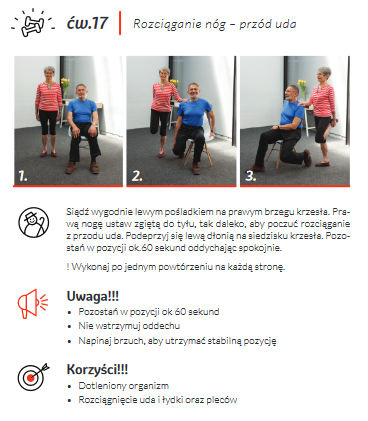 ćw.17 Rozciąganie nóg – przód uda
1. 2. 3.
Siądź wygodnie lewym pośladkiem na prawym brzegu krzesła. Pra-
wą nogę ustaw zgiętą do tyłu, tak daleko, aby poczuć rozciąganie
z przodu uda. Podeprzyj się lewą dłonią na siedzisku krzesła. Pozo-
stań w pozycji ok.60 sekund oddychając spokojnie.
! Wykonaj po jednym powtórzeniu na każdą stronę.
Uwaga!!!
• Pozostań w pozycji ok 60 sekund
• Nie wstrzymuj oddechu
• Napinaj brzuch, aby utrzymać stabilną pozycję
Korzyści!!!
• Dotleniony organizm
• Rozciągnięcie uda i łydki oraz pleców